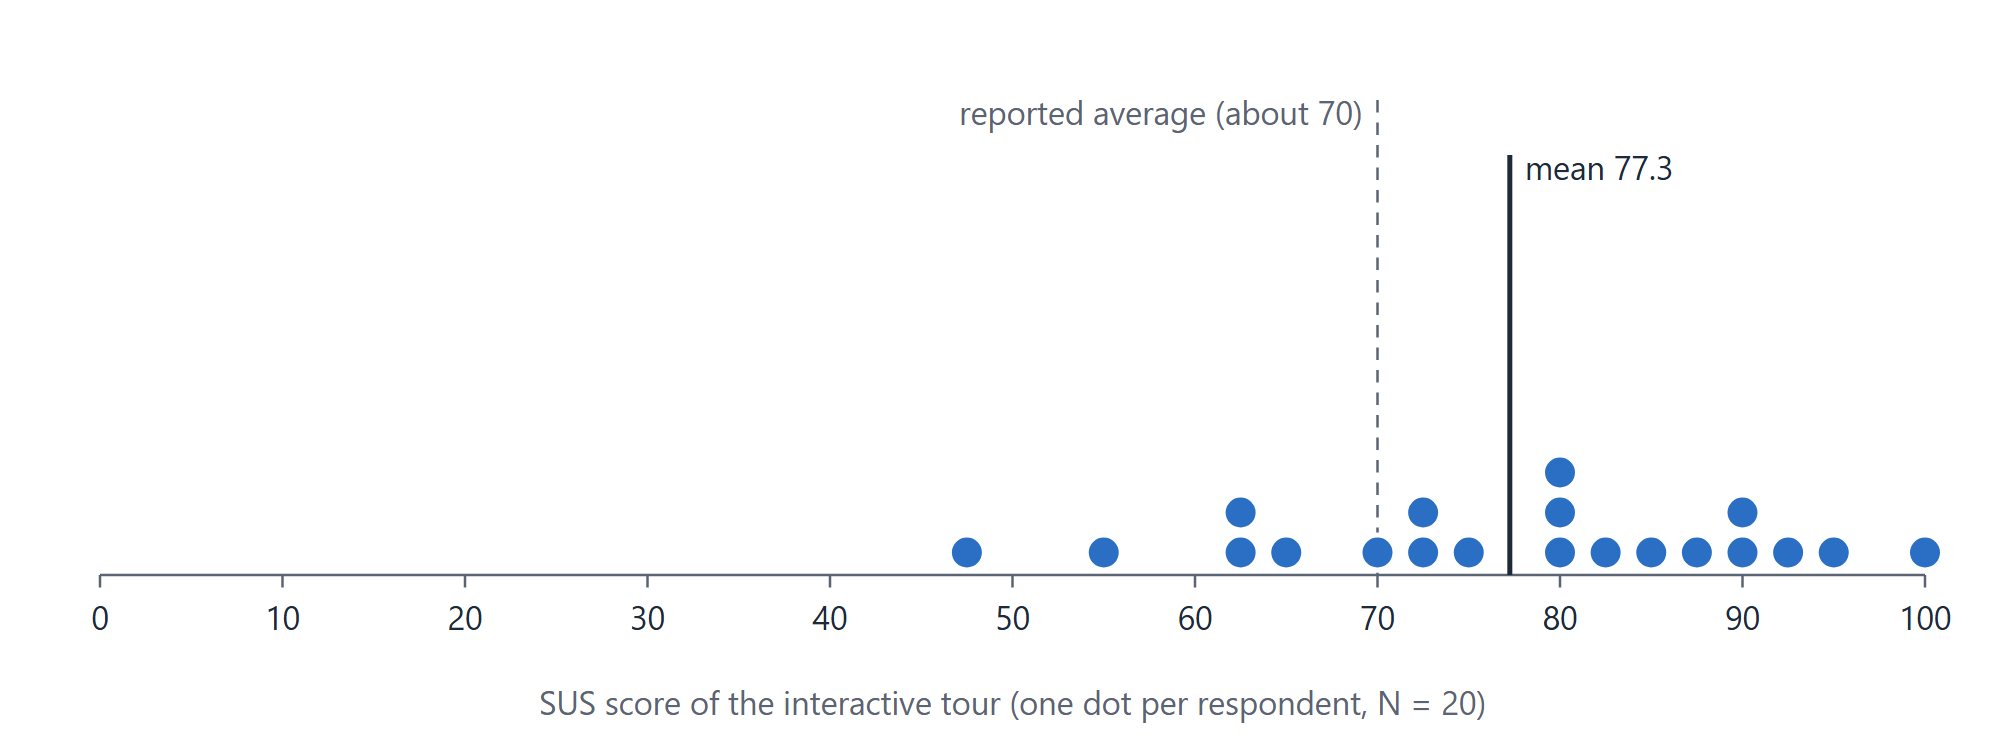 reported average (about 70)
mean 77.3
0 10 20 30 40 50 60 70 80 90 100
SUS score of the interactive tour (one dot per respondent, N = 20)